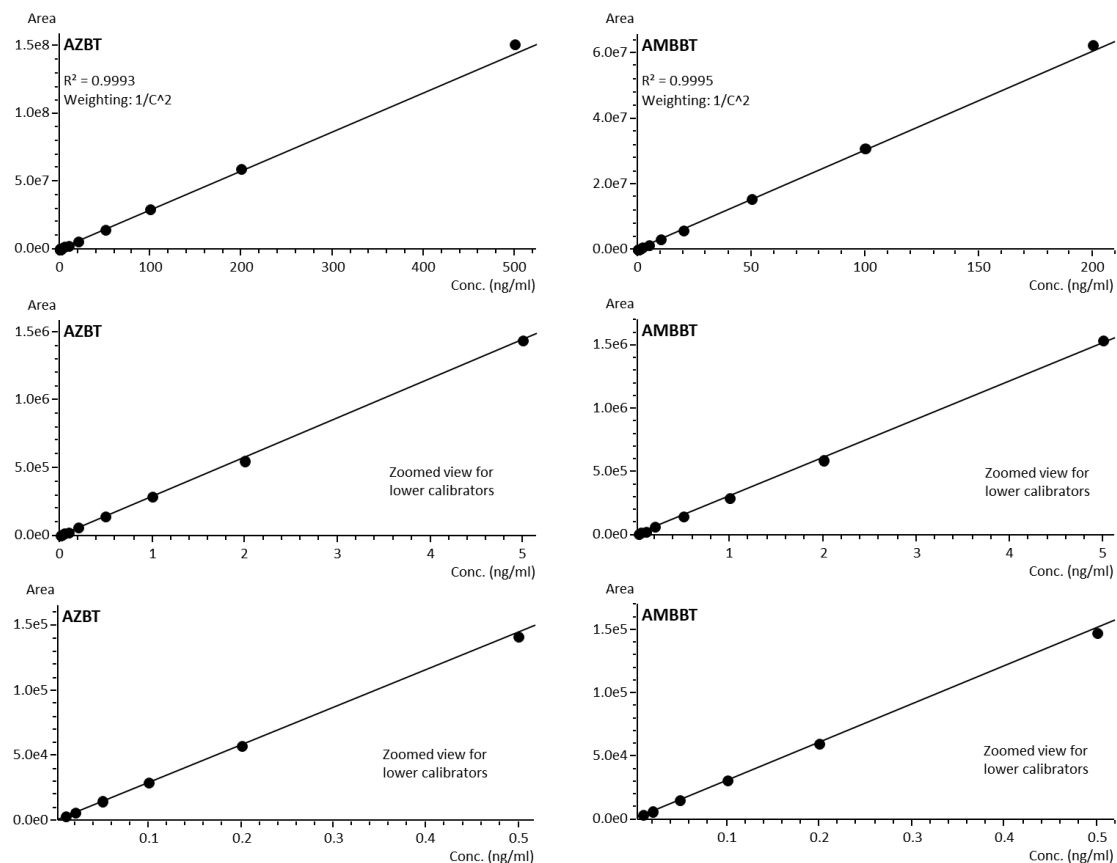 Area
AZBT
R² = 0.9993
Weighting: 1/C^2
1.5e8
1.0e8
5.0e7
0.0e0
0
100
200
300
400
500
Conc. (ng/ml)
Area
AMBBT
R² = 0.9995
Weighting: 1/C^2
6.0e7
4.0e7
2.0e7
0.0e0
0
50
100
150
200
Conc. (ng/ml)
Area
AZBT
1.5e6
1.0e6
5.0e5
0.0e0
Zoomed view for
lower calibrators
0
1
2
3
4
5
Conc. (ng/ml)
Area
AMBBT
1.5e6
1.0e6
5.0e5
0.0e0
Zoomed view for
lower calibrators
0
1
2
3
4
5
Conc. (ng/ml)
Area
AZBT
1.5e5
1.0e5
5.0e4
0.0e0
Zoomed view for
lower calibrators
0.1
0.2
0.3
0.4
0.5
Conc. (ng/ml)
Area
AMBBT
1.5e5
1.0e5
5.0e4
0.0e0
Zoomed view for
lower calibrators
0.1
0.2
0.3
0.4
0.5
Conc. (ng/ml)